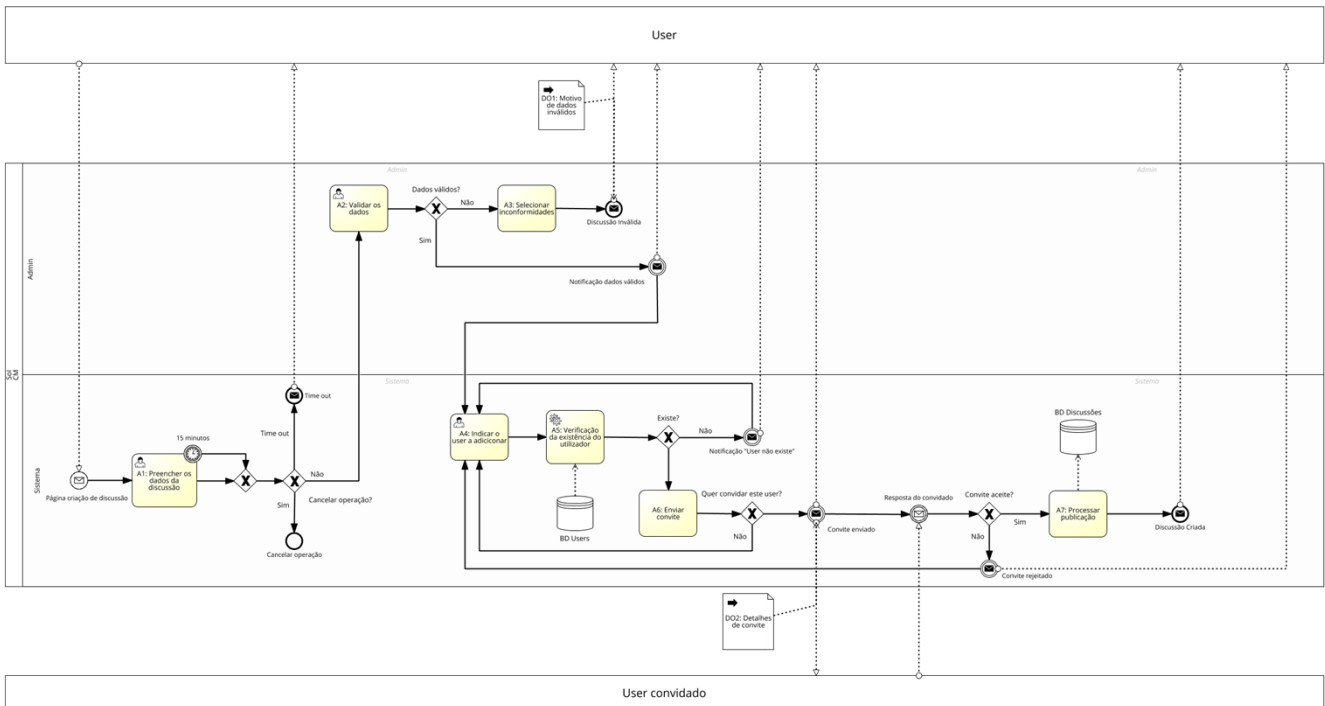 User
DO1: Motivo
de dados
inválidos
Admin
Admin
Admin
A2: Validar os
dados
Dados válidos?
Não
Sim
A3: Selecionar
inconformidades
Discussão Inválida
Notificação dados válidos
Sol
CM
Sistema
Sistema
Sistema
Página criação de discussão
15 minutos
A1: Preencher os
dados da
discussão
Time out
Time out
Não
Cancelar operação?
Sim
Cancelar operação
A4: Indicar o
user a adicionar
A5: Verificação
da existência do
utilizador
BD Users
Existe?
Não
Notificação "User não existe"
A6: Enviar
convite
Quer convidar este user?
Não
Convite enviado
Resposta do convidado
Convite aceite?
Sim
Não
Convite rejeitado
BD Discussões
A7: Processar
publicação
Discussão Criada
DO2: Detalhes
de convite
User convidado